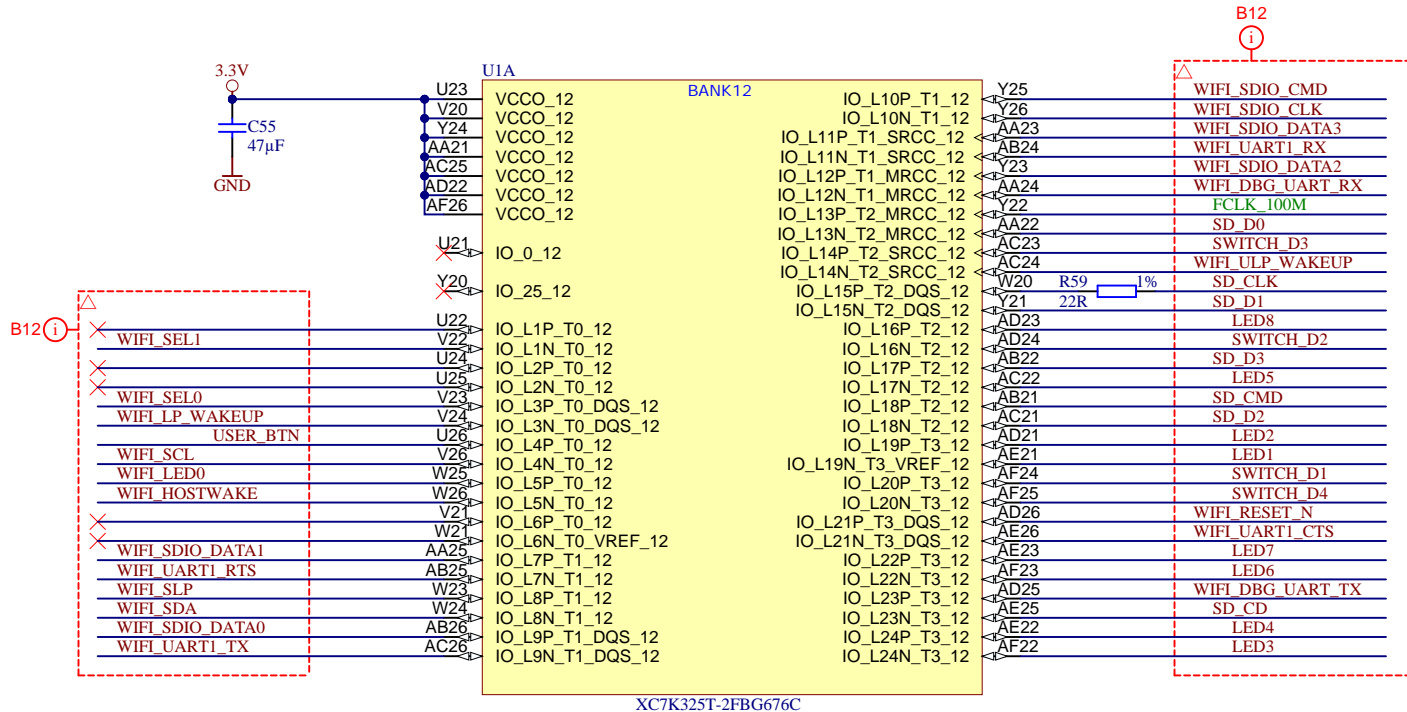 B12
i
3.3V
C55
47µF
GND
U1A
BANK12
U23 VCCO_12
V20 VCCO_12
Y24 VCCO_12
AA21 VCCO_12
AC25 VCCO_12
AD22 VCCO_12
AF26 VCCO_12
U21 IO_0_12
Y20 IO_25_12
B12 i
U22 IO_L1P_T0_12
WIFI_SEL1 V22 IO_L1N_T0_12
U24 IO_L2P_T0_12
U25 IO_L2N_T0_12
WIFI_SEL0 V23 IO_L3P_T0_DQS_12
WIFI_LP_WAKEUP V24 IO_L3N_T0_DQS_12
USER_BTN U26 IO_L4P_T0_12
WIFI_SCL V26 IO_L4N_T0_12
WIFI_LED0 W25 IO_L5P_T0_12
WIFI_HOSTWAKE W26 IO_L5N_T0_12
V21 IO_L6P_T0_12
W21 IO_L6N_T0_VREF_12
WIFI_SDIO_DATA1 AA25 IO_L7P_T1_12
WIFI_UART1_RTS AB25 IO_L7N_T1_12
WIFI_SLP W23 IO_L8P_T1_12
WIFI_SDA W24 IO_L8N_T1_12
WIFI_SDIO_DATA0 AB26 IO_L9P_T1_DQS_12
WIFI_UART1_TX AC26 IO_L9N_T1_DQS_12
IO_L10P_T1_12 Y25 WIFI_SDIO_CMD
IO_L10N_T1_12 Y26 WIFI_SDIO_CLK
IO_L11P_T1_SRCC_12 AA23 WIFI_SDIO_DATA3
IO_L11N_T1_SRCC_12 AB24 WIFI_UART1_RX
IO_L12P_T1_MRCC_12 Y23 WIFI_SDIO_DATA2
IO_L12N_T1_MRCC_12 AA24 WIFI_DBG_UART_RX
IO_L13P_T2_MRCC_12 Y22 FCLK_100M
IO_L13N_T2_MRCC_12 AA22 SD_D0
IO_L14P_T2_SRCC_12 AC23 SWITCH_D3
IO_L14N_T2_SRCC_12 AC24 WIFI_ULP_WAKEUP
IO_L15P_T2_DQS_12 W20 R59 1% SD_CLK
22R
IO_L15N_T2_DQS_12 Y21 SD_D1
IO_L16P_T2_12 AD23 LED8
IO_L16N_T2_12 AD24 SWITCH_D2
IO_L17P_T2_12 AB22 SD_D3
IO_L17N_T2_12 AC22 LED5
IO_L18P_T2_12 AB21 SD_CMD
IO_L18N_T2_12 AC21 SD_D2
IO_L19P_T3_12 AD21 LED2
IO_L19N_T3_VREF_12 AE21 LED1
IO_L20P_T3_12 AF24 SWITCH_D1
IO_L20N_T3_12 AF25 SWITCH_D4
IO_L21P_T3_DQS_12 AD26 WIFI_RESET_N
IO_L21N_T3_DQS_12 AE26 WIFI_UART1_CTS
IO_L22P_T3_12 AE23 LED7
IO_L22N_T3_12 AF23 LED6
IO_L23P_T3_12 AD25 WIFI_DBG_UART_TX
IO_L23N_T3_12 AE25 SD_CD
IO_L24P_T3_12 AE22 LED4
IO_L24N_T3_12 AF22 LED3
XC7K325T-2FBG676C